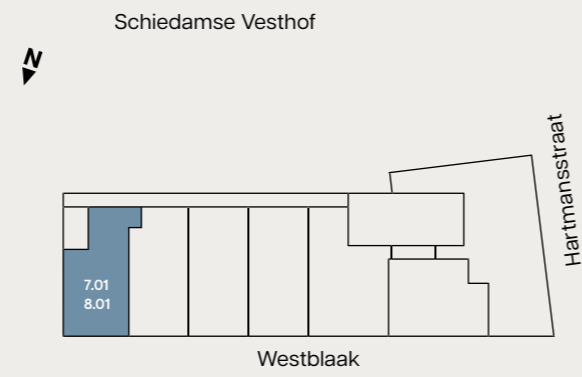 Schiedamse Vesthof
N
Hartmansstraat
7.01
8.01
Westblaak